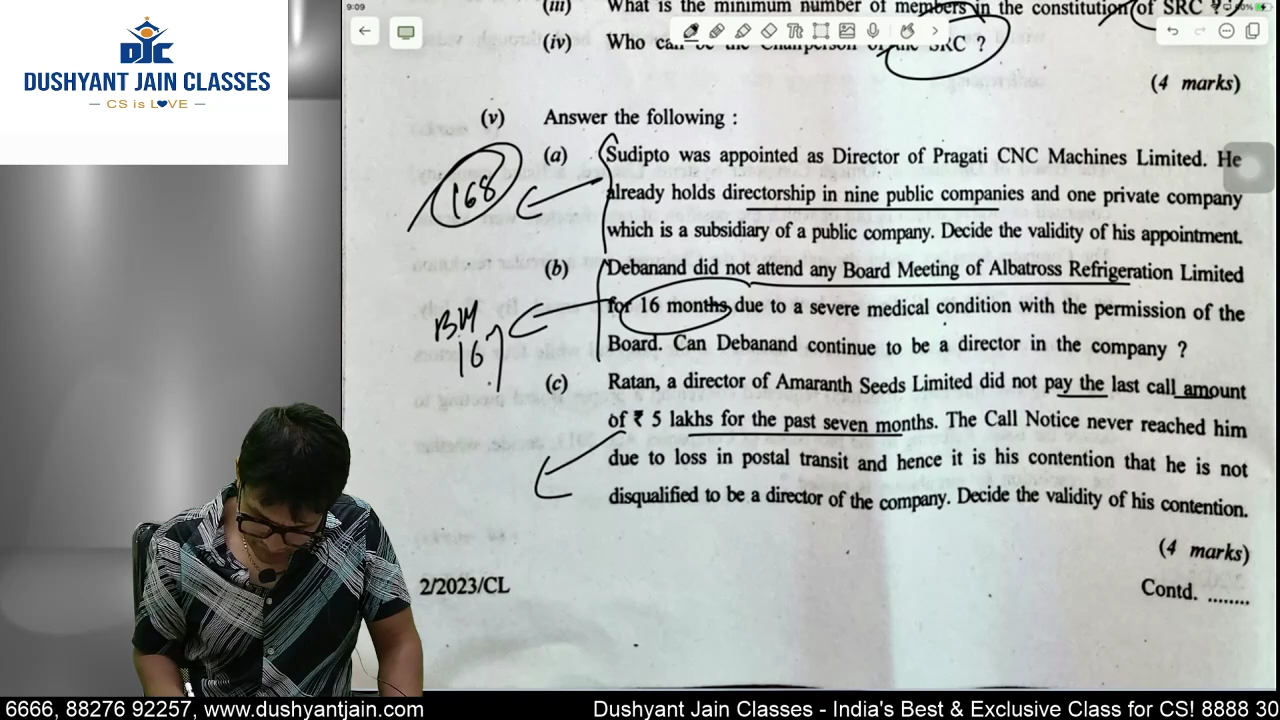 9:09
(iii) What is the minimum number of members in the constitution of SRC ?
DJC
DUSHYANT JAIN CLASSES
CS is L VE
(iv) Who can be the Chairperson of the SRC ?
(4 marks)
(v) Answer the following :
(a) Sudipto was appointed as Director of Pragati CNC Machines Limited. He
already holds directorship in nine public companies and one private company
which is a subsidiary of a public company. Decide the validity of his appointment.
168
(b) Debanand did not attend any Board Meeting of Albatross Refrigeration Limited
for 16 months due to a severe medical condition with the permission of the
Board. Can Debanand continue to be a director in the company ?
BM
167
(c) Ratan, a director of Amaranth Seeds Limited did not pay the last call amount
of ₹ 5 lakhs for the past seven months. The Call Notice never reached him
due to loss in postal transit and hence it is his contention that he is not
disqualified to be a director of the company. Decide the validity of his contention.
(4 marks)
2/2023/CL
Contd. ........
6666, 88276 92257, www.dushyantjain.com
Dushyant Jain Classes - India's Best & Exclusive Class for CS! 8888 30